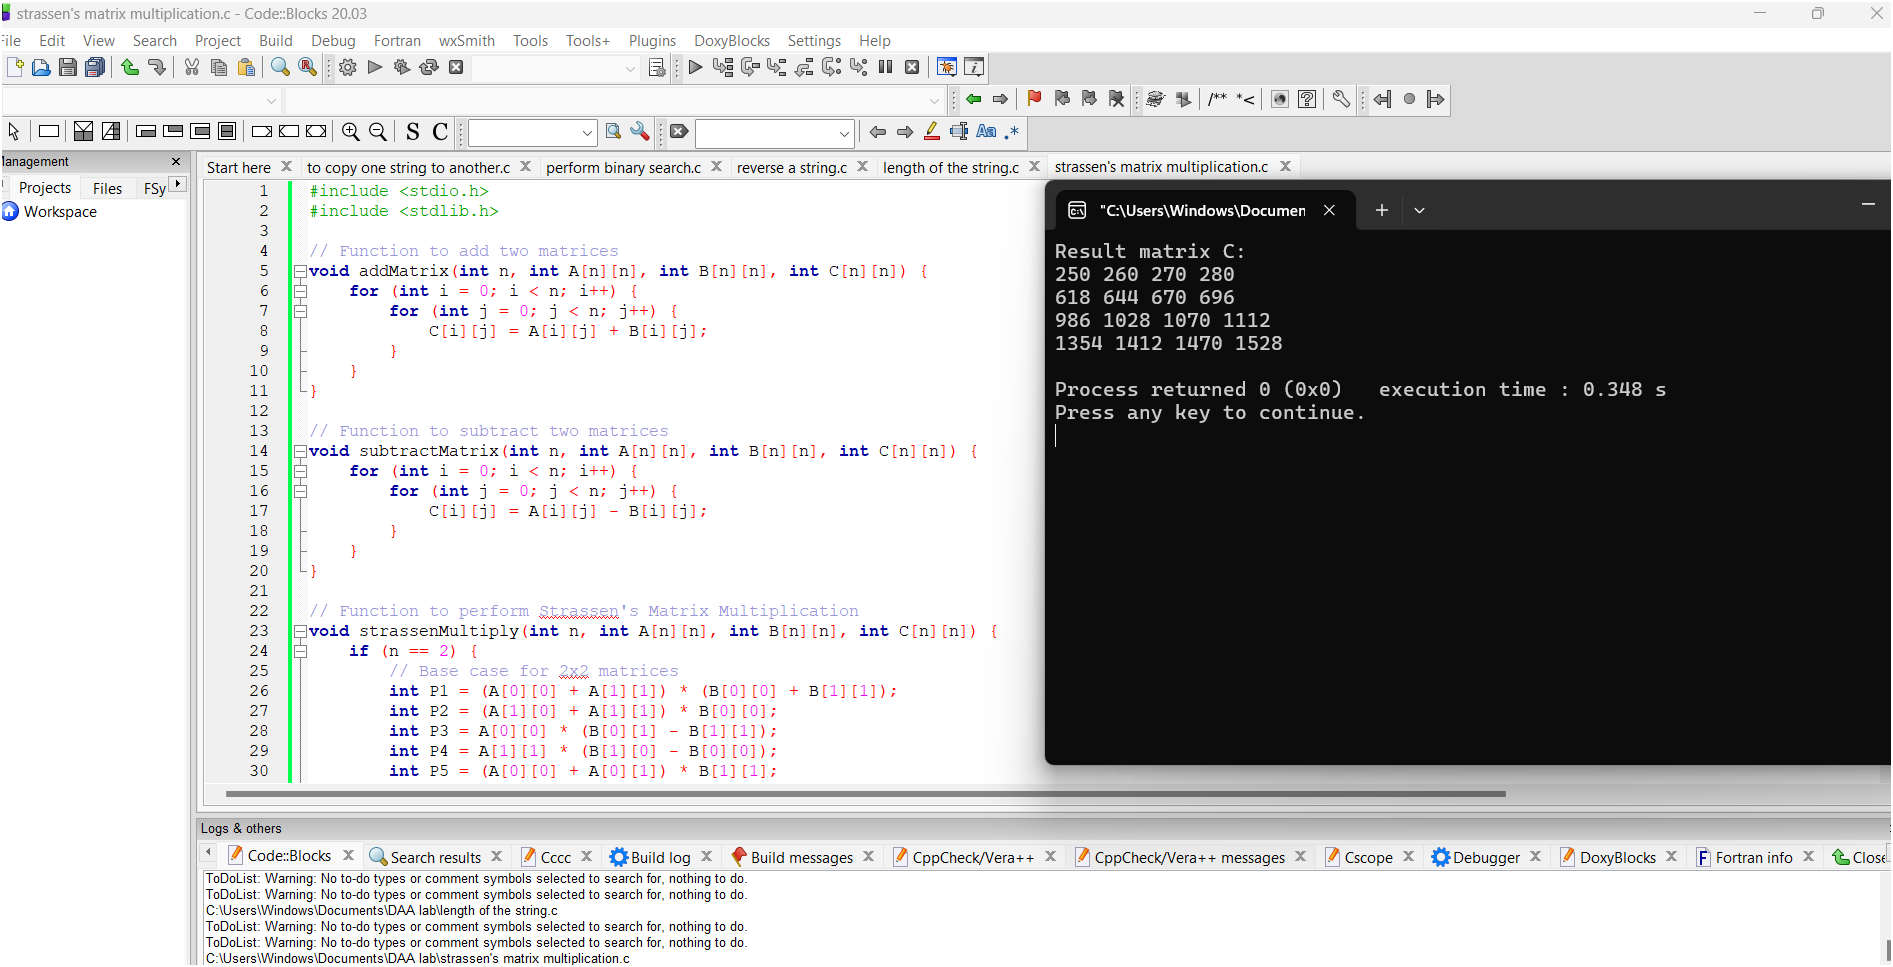 strassen's matrix multiplication.c - Code::Blocks 20.03
File Edit View Search Project Build Debug Fortran wxSmith Tools Tools+ Plugins DoxyBlocks Settings Help
/** *<
S C Aa .*
Management
Start here to copy one string to another.c perform binary search.c reverse a string.c length of the string.c strassen's matrix multiplication.c
Projects Files FSy
Workspace
1 #include <stdio.h>
2 #include <stdlib.h>
3
4 // Function to add two matrices
5 void addMatrix(int n, int A[n][n], int B[n][n], int C[n][n]) {
6 for (int i = 0; i < n; i++) {
7 for (int j = 0; j < n; j++) {
8 C[i][j] = A[i][j] + B[i][j];
9 }
10 }
11 }
12
13 // Function to subtract two matrices
14 void subtractMatrix(int n, int A[n][n], int B[n][n], int C[n][n]) {
15 for (int i = 0; i < n; i++) {
16 for (int j = 0; j < n; j++) {
17 C[i][j] = A[i][j] - B[i][j];
18 }
19 }
20 }
21
22 // Function to perform Strassen's Matrix Multiplication
23 void strassenMultiply(int n, int A[n][n], int B[n][n], int C[n][n]) {
24 if (n == 2) {
25 // Base case for 2x2 matrices
26 int P1 = (A[0][0] + A[1][1]) * (B[0][0] + B[1][1]);
27 int P2 = (A[1][0] + A[1][1]) * B[0][0];
28 int P3 = A[0][0] * (B[0][1] - B[1][1]);
29 int P4 = A[1][1] * (B[1][0] - B[0][0]);
30 int P5 = (A[0][0] + A[0][1]) * B[1][1];
"C:\Users\Windows\Documen
Result matrix C:
250 260 270 280
618 644 670 696
986 1028 1070 1112
1354 1412 1470 1528
Process returned 0 (0x0) execution time : 0.348 s
Press any key to continue.
Logs & others
Code::Blocks Search results Cccc Build log Build messages CppCheck/Vera++ CppCheck/Vera++ messages Cscope Debugger DoxyBlocks Fortran info Close
ToDoList: Warning: No to-do types or comment symbols selected to search for, nothing to do.
ToDoList: Warning: No to-do types or comment symbols selected to search for, nothing to do.
C:\Users\Windows\Documents\DAA lab\length of the string.c
ToDoList: Warning: No to-do types or comment symbols selected to search for, nothing to do.
ToDoList: Warning: No to-do types or comment symbols selected to search for, nothing to do.
C:\Users\Windows\Documents\DAA lab\strassen's matrix multiplication.c